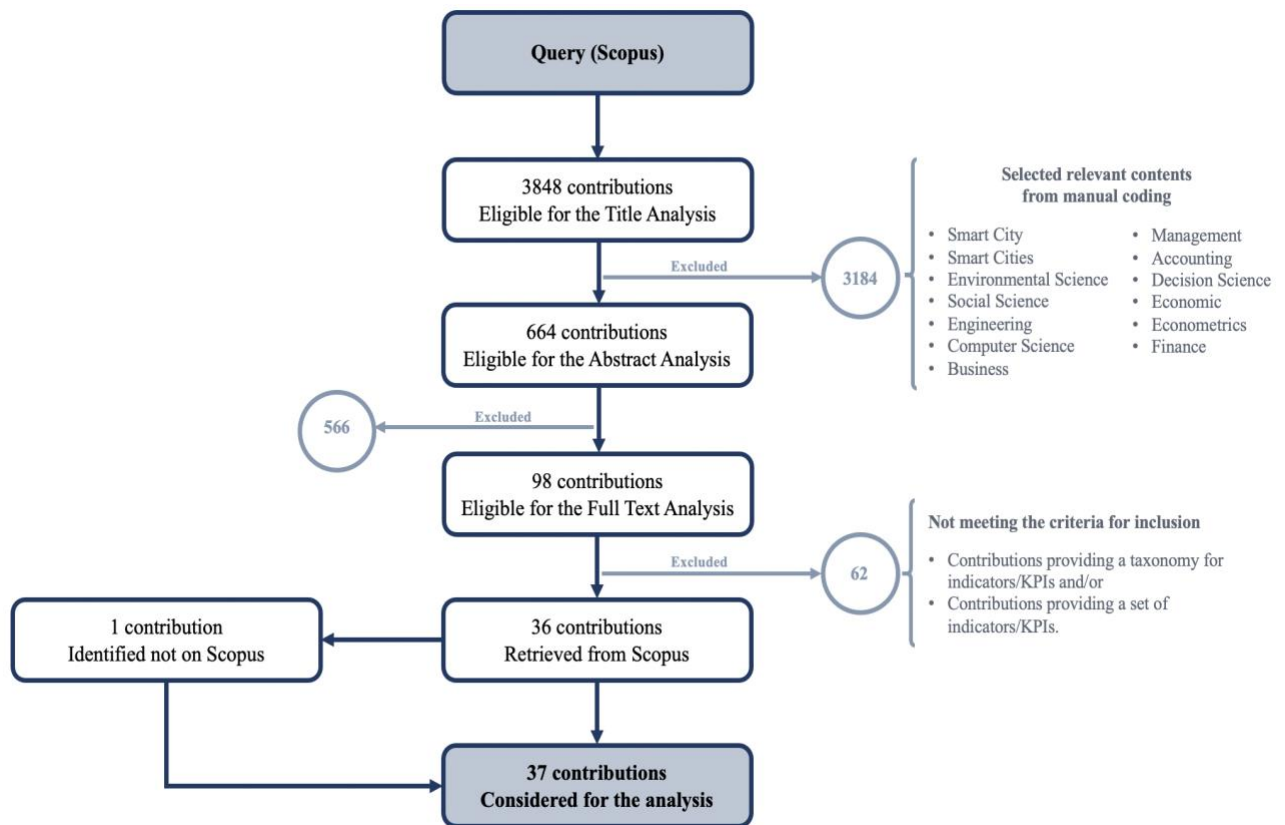 Query (Scopus)
3848 contributions
Eligible for the Title Analysis
Excluded
3184
Selected relevant contents
from manual coding
• Smart City
• Smart Cities
• Environmental Science
• Social Science
• Engineering
• Computer Science
• Business
• Management
• Accounting
• Decision Science
• Economic
• Econometrics
• Finance
664 contributions
Eligible for the Abstract Analysis
Excluded
566
98 contributions
Eligible for the Full Text Analysis
Excluded
62
Not meeting the criteria for inclusion
• Contributions providing a taxonomy for
indicators/KPIs and/or
• Contributions providing a set of
indicators/KPIs.
1 contribution
Identified not on Scopus
36 contributions
Retrieved from Scopus
37 contributions
Considered for the analysis